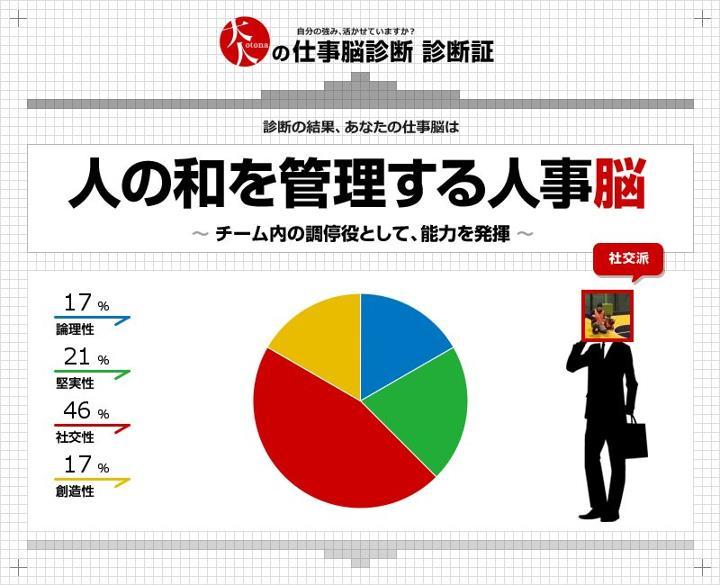 自分の強み、活かせていますか?
大人
otona
の仕事脳診断 診断証
診断の結果、あなたの仕事脳は
人の和を管理する人事脳
～ チーム内の調停役として、能力を発揮 ～
社交派
17 %
論理性
21 %
堅実性
46 %
社交性
17 %
創造性